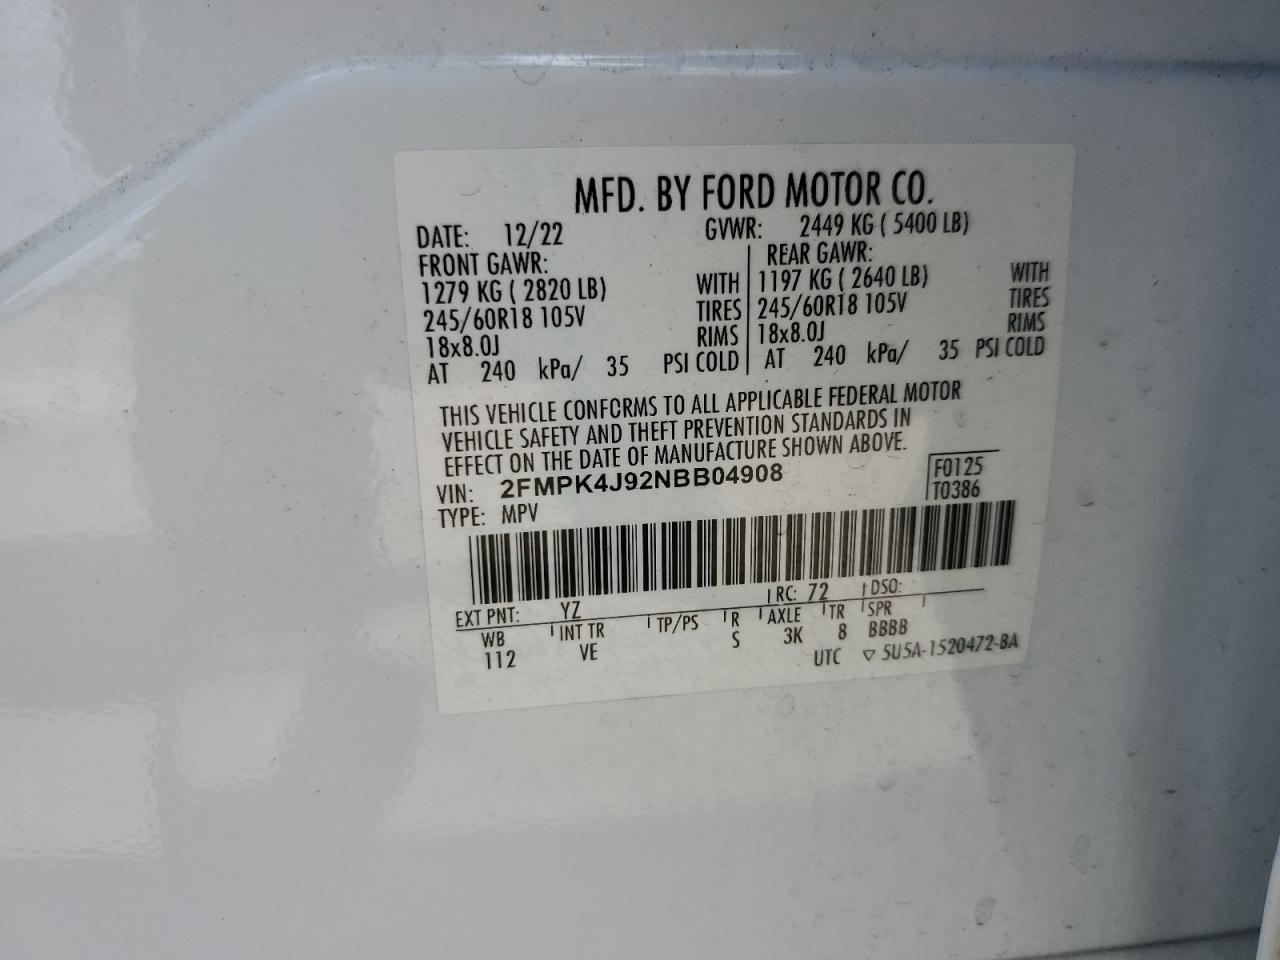 MFD. BY FORD MOTOR CO.
DATE: 12/22 GVWR: 2449 KG ( 5400 LB)
FRONT GAWR: REAR GAWR:
1279 KG ( 2820 LB) WITH 1197 KG ( 2640 LB) WITH
245/60R18 105V TIRES 245/60R18 105V TIRES
18x8.0J RIMS 18x8.0J RIMS
AT 240 kPa/ 35 PSI COLD AT 240 kPa/ 35 PSI COLD
THIS VEHICLE CONFORMS TO ALL APPLICABLE FEDERAL MOTOR
VEHICLE SAFETY AND THEFT PREVENTION STANDARDS IN
EFFECT ON THE DATE OF MANUFACTURE SHOWN ABOVE.
VIN: 2FMPK4J92NBB04908 F0125
TYPE: MPV T0386
EXT PNT: YZ RC: 72 DSO:
WB INT TR TP/PS R AXLE TR SPR
112 VE S 3K 8 BBBB
UTC ▽ 5U5A-1520472-BA